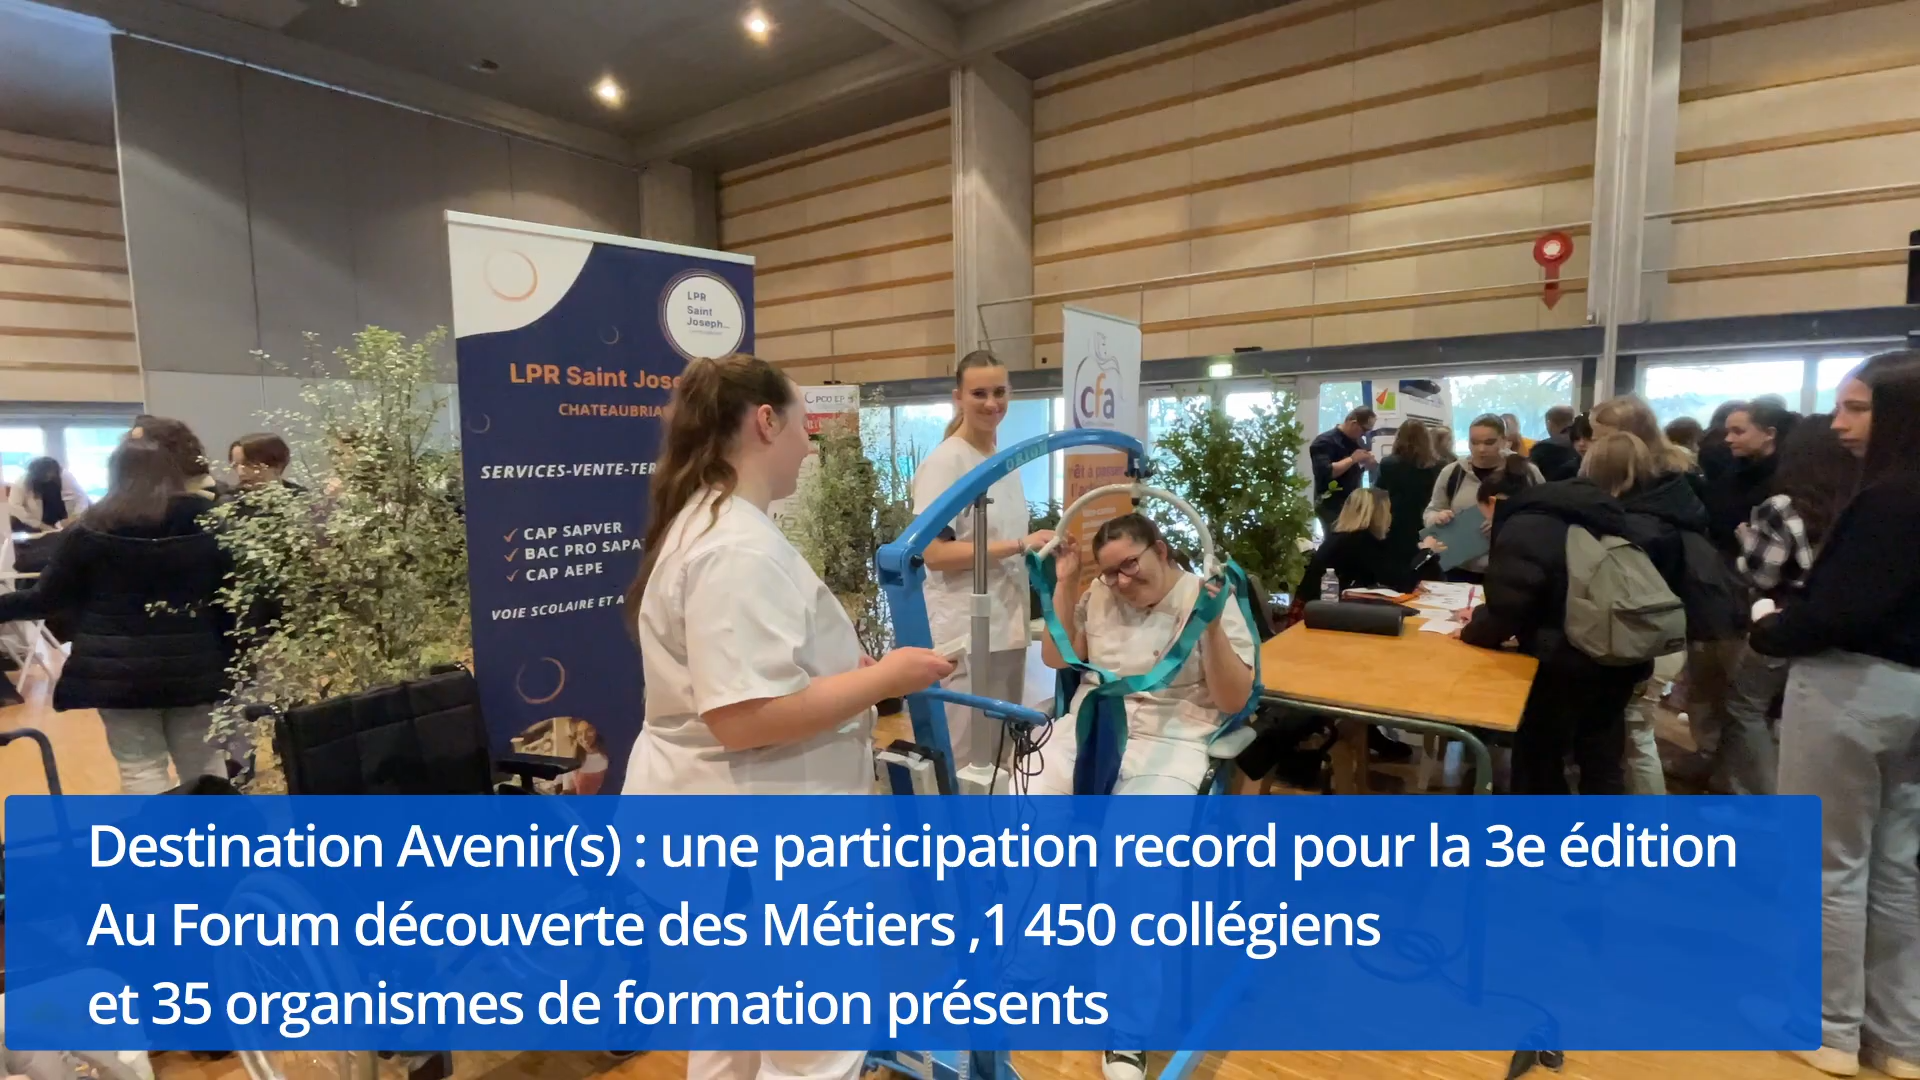 LPR
Saint
Joseph...
LPR Saint Jose
CHATEAUBRIA
SERVICES-VENTE-TER
✓ CAP SAPVER
✓ BAC PRO SAPA
✓ CAP AEPE
VOIE SCOLAIRE ET A
cfa
Destination Avenir(s) : une participation record pour la 3e édition
Au Forum découverte des Métiers ,1 450 collégiens
et 35 organismes de formation présents